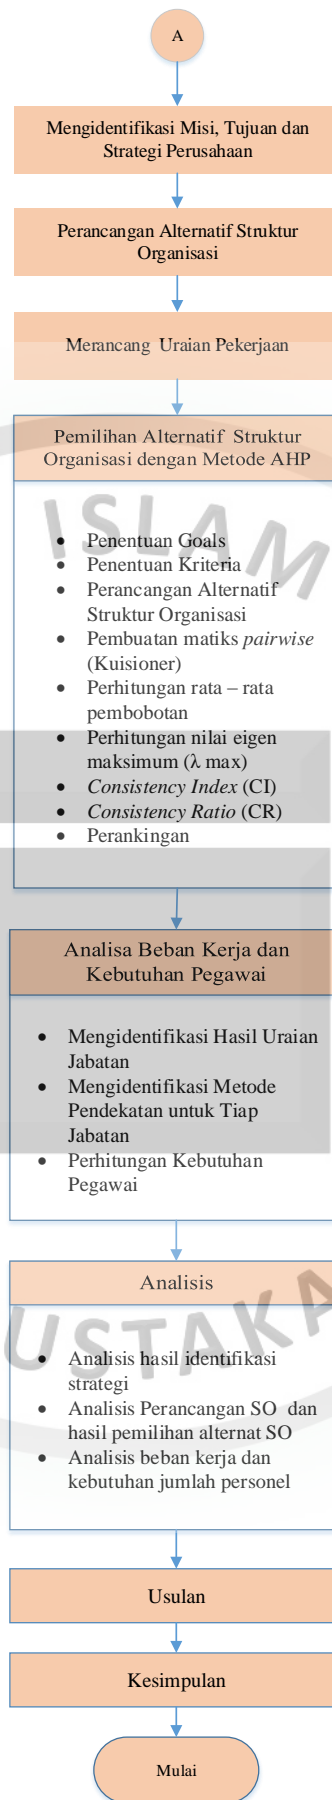 A
Mengidentifikasi Misi, Tujuan dan
Strategi Perusahaan
Perancangan Alternatif Struktur
Organisasi
Merancang Uraian Pekerjaan
Pemilihan Alternatif Struktur
Organisasi dengan Metode AHP
ISLAM
• Penentuan Goals
• Penentuan Kriteria
• Perancangan Alternatif
Struktur Organisasi
• Pembuatan matiks pairwise
(Kuisioner)
• Perhitungan rata – rata
pembobotan
• Perhitungan nilai eigen
maksimum (λ max)
• Consistency Index (CI)
• Consistency Ratio (CR)
• Perankingan
Analisa Beban Kerja dan
Kebutuhan Pegawai
• Mengidentifikasi Hasil Uraian
Jabatan
• Mengidentifikasi Metode
Pendekatan untuk Tiap
Jabatan
• Perhitungan Kebutuhan
Pegawai
Analisis
USTAKA
• Analisis hasil identifikasi
strategi
• Analisis Perancangan SO dan
hasil pemilihan alternat SO
• Analisis beban kerja dan
kebutuhan jumlah personel
Usulan
Kesimpulan
Mulai